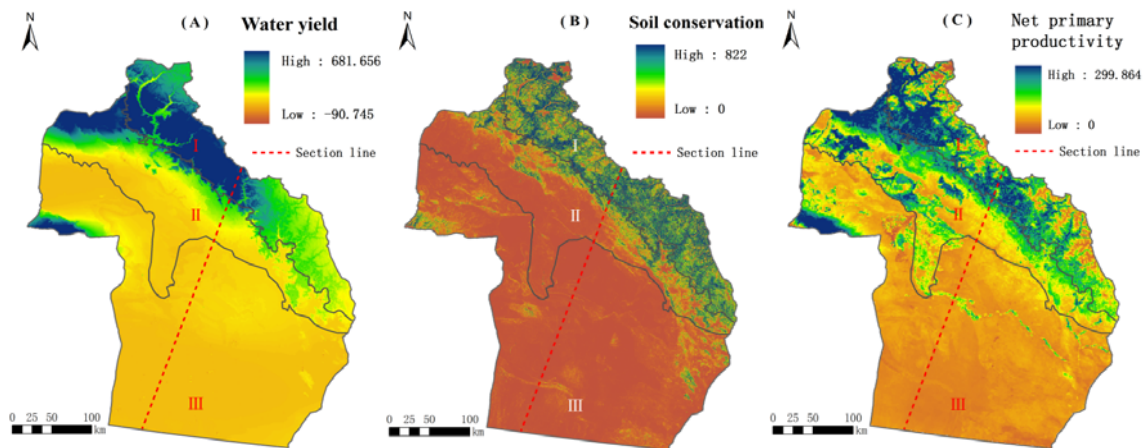 ( A )
Water yield
N
High : 681.656
Low : -90.745
Section line
I
II
III
0 25 50 100
km
( B )
Soil conservation
N
High : 822
Low : 0
Section line
I
II
III
0 25 50 100
km
( C )
Net primary
productivity
N
High : 299.864
Low : 0
Section line
I
II
III
0 25 50 100
km